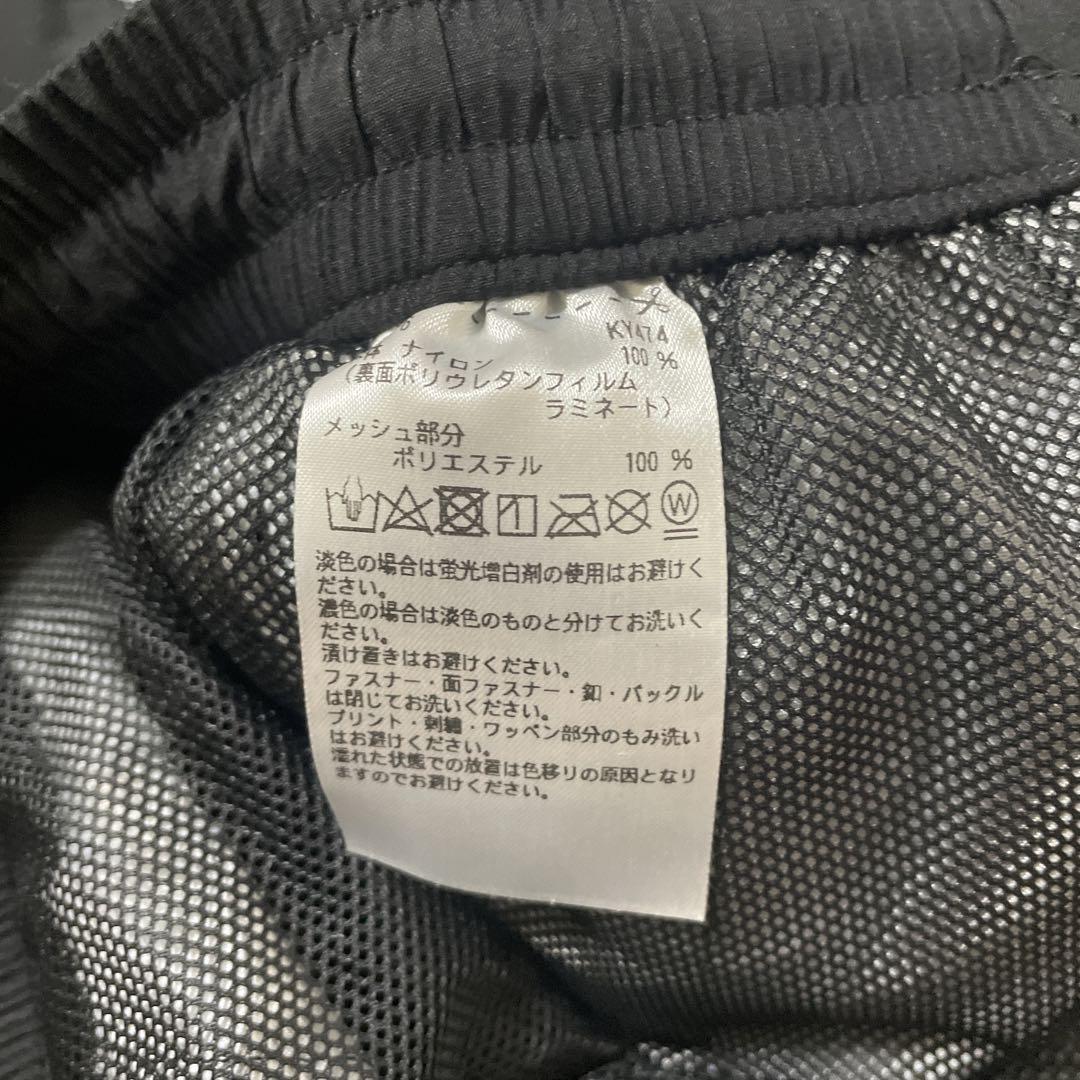 KY474
ナイロン 100 %
(裏面ポリウレタンフィルム
ラミネート)
メッシュ部分
ポリエステル 100 %
W
淡色の場合は蛍光増白剤の使用はお避けく
ださい。
濃色の場合は淡色のものと分けてお洗いく
ださい。
漬け置きはお避けください。
ファスナー・面ファスナー・釦・バックル
は閉じてお洗いください。
プリント・刺繍・ワッペン部分のもみ洗い
はお避けください。
濡れた状態での放置は色移りの原因となり
ますのでお避けください。